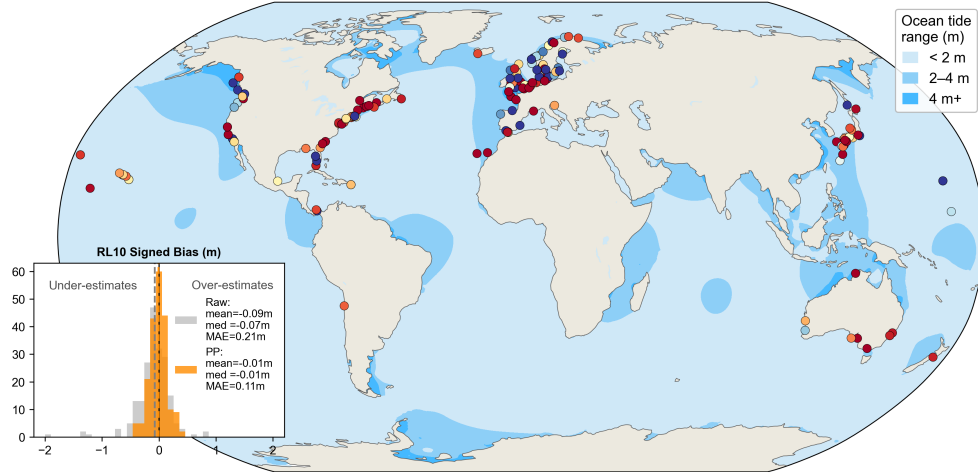 Ocean tide
range (m)
< 2 m
2–4 m
4 m+
RL10 Signed Bias (m)
60
50
40
30
20
10
0
Under-estimates
Over-estimates
Raw:
mean=-0.09m
med =-0.07m
MAE=0.21m
PP:
mean=-0.01m
med =-0.01m
MAE=0.11m
−2
−1
0
1
2